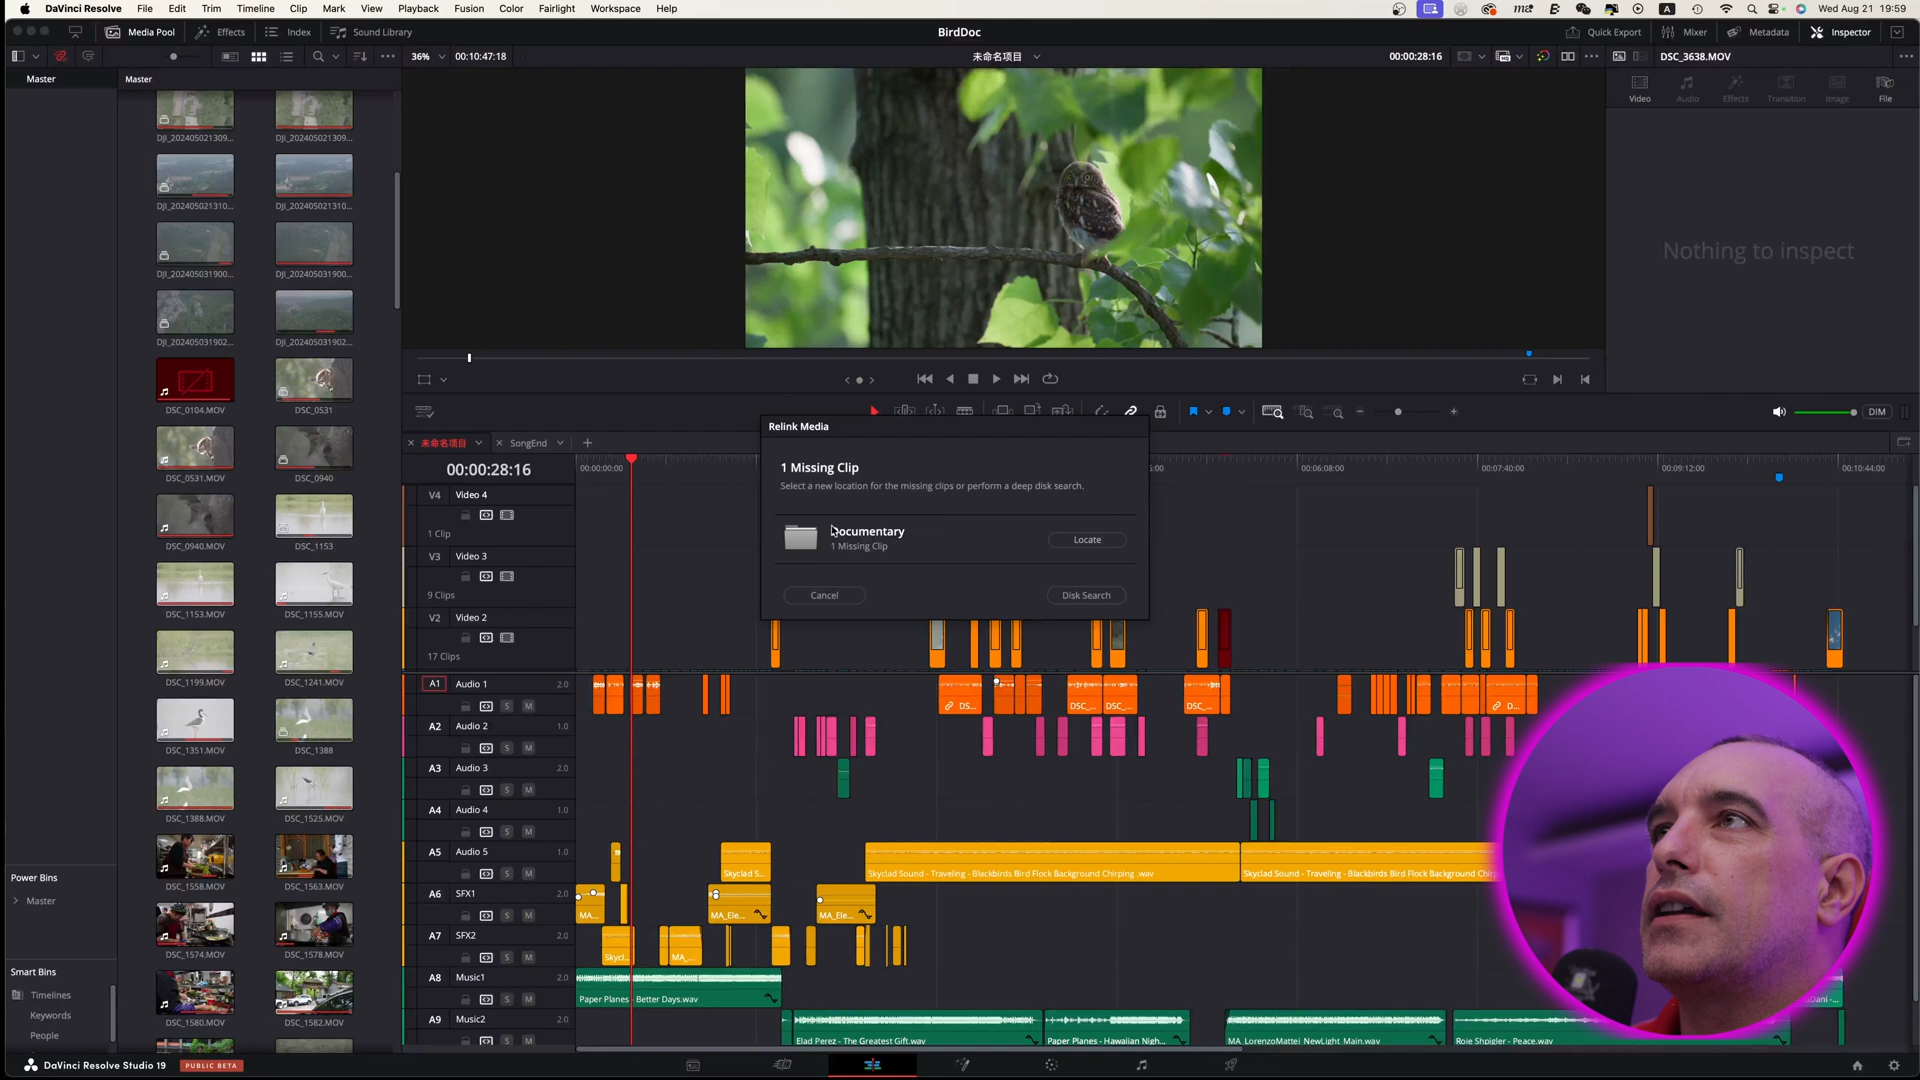 DaVinci Resolve File Edit Trim Timeline Clip Mark View Playback Fusion Color Fairlight Workspace Help Wed Aug 21 19:59
Media Pool Effects Index Sound Library BirdDoc Quick Export Mixer Metadata Inspector
36% 00:10:47:18 未命名项目 00:00:28:16 DSC_3638.MOV
Master Master
Video Audio Effects Transition Image File
Nothing to inspect
DJI_202405021309... DJI_202405021309...
DJI_202405021310... DJI_202405021310...
DJI_202405031900... DJI_202405031900...
DJI_202405031902... DJI_202405031902...
DSC_0104.MOV DSC_0531
DSC_0531.MOV DSC_0940
DSC_0940.MOV DSC_1153
DSC_1153.MOV DSC_1155.MOV
DSC_1199.MOV DSC_1241.MOV
DSC_1351.MOV DSC_1388
DSC_1388.MOV DSC_1525.MOV
DSC_1558.MOV DSC_1563.MOV
DSC_1574.MOV DSC_1578.MOV
DSC_1580.MOV DSC_1582.MOV
Power Bins
Master
Smart Bins
Timelines
Keywords
People
DIM
Relink Media
1 Missing Clip
Select a new location for the missing clips or perform a deep disk search.
Documentary
1 Missing Clip
Locate
Cancel Disk Search
未命名项目 SongEnd
00:00:28:16 00:00:00:00 00:06:08:00 00:07:40:00 00:09:12:00 00:10:44:00
V4 Video 4
1 Clip
V3 Video 3
9 Clips
V2 Video 2
17 Clips
A1 Audio 1 2.0
S M
DS... DSC_... DSC_... DSC_... D...
A2 Audio 2 1.0
S M
A3 Audio 3 2.0
S M
A4 Audio 4 1.0
S M
A5 Audio 5 2.0
S M
Skyclad S... Skyclad Sound - Traveling - Blackbirds Bird Flock Background Chirping .wav Skyclad Sound - Traveling - Blackbirds Bird Flock Background Chirp
A6 SFX1 2.0
S M
MA... MA_Ele... MA_Ele...
A7 SFX2 2.0
S M
Skycl... MA_...
A8 Music1 2.0
S M
Paper Planes - Better Days.wav
A9 Music2 2.0
S M
Elad Perez - The Greatest Gift.wav Paper Planes - Hawaiian Nigh... MA_LorenzoMattei_NewLight_Main.wav Roie Shpigler - Peace.wav
DaVinci Resolve Studio 19 PUBLIC BETA